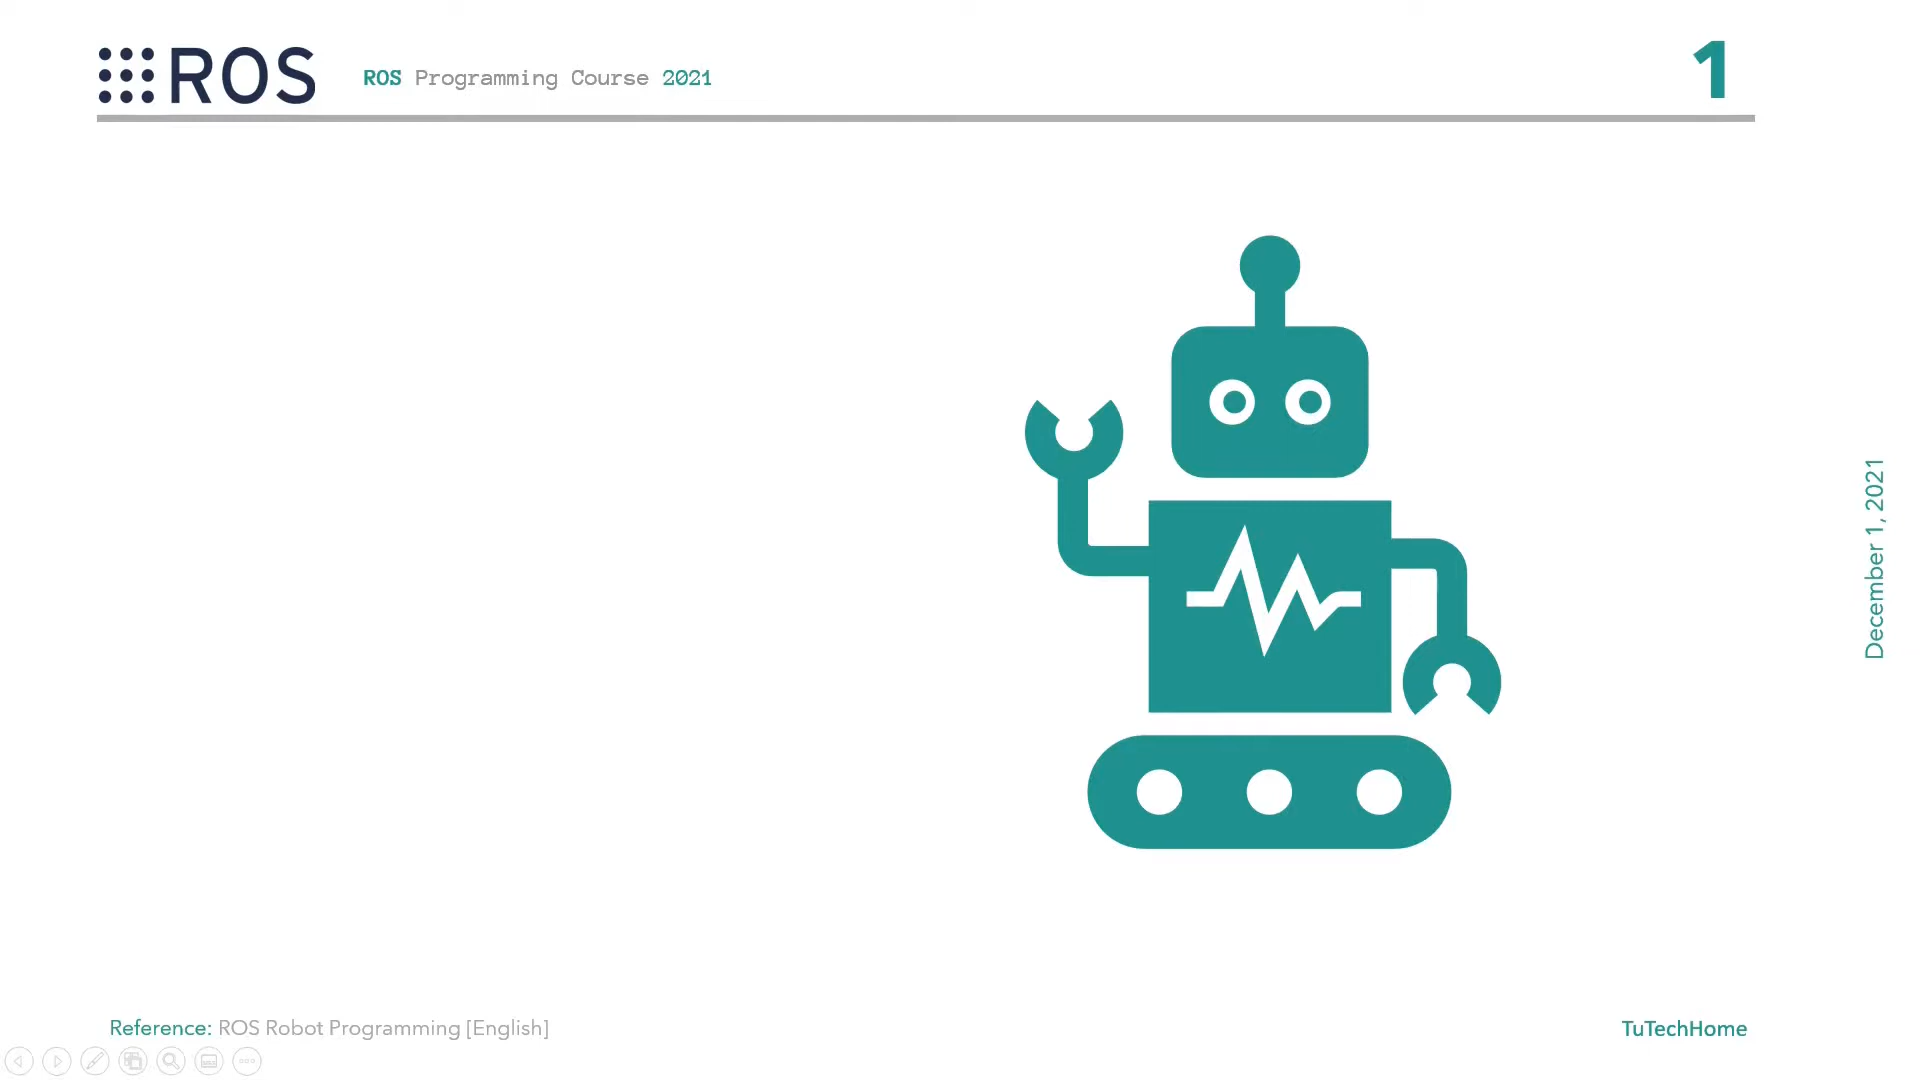 ROS
ROS Programming Course 2021
1
December 1, 2021
Reference: ROS Robot Programming [English]
TuTechHome